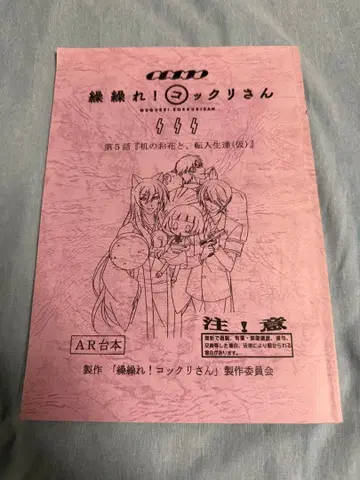 繰繰れ！コックリさん
GUGURE! KOKKURISAN
第5話『机のお花と、転入生達(仮)』
注！意
AR台本
製作 「繰繰れ！コックリさん」製作委員会